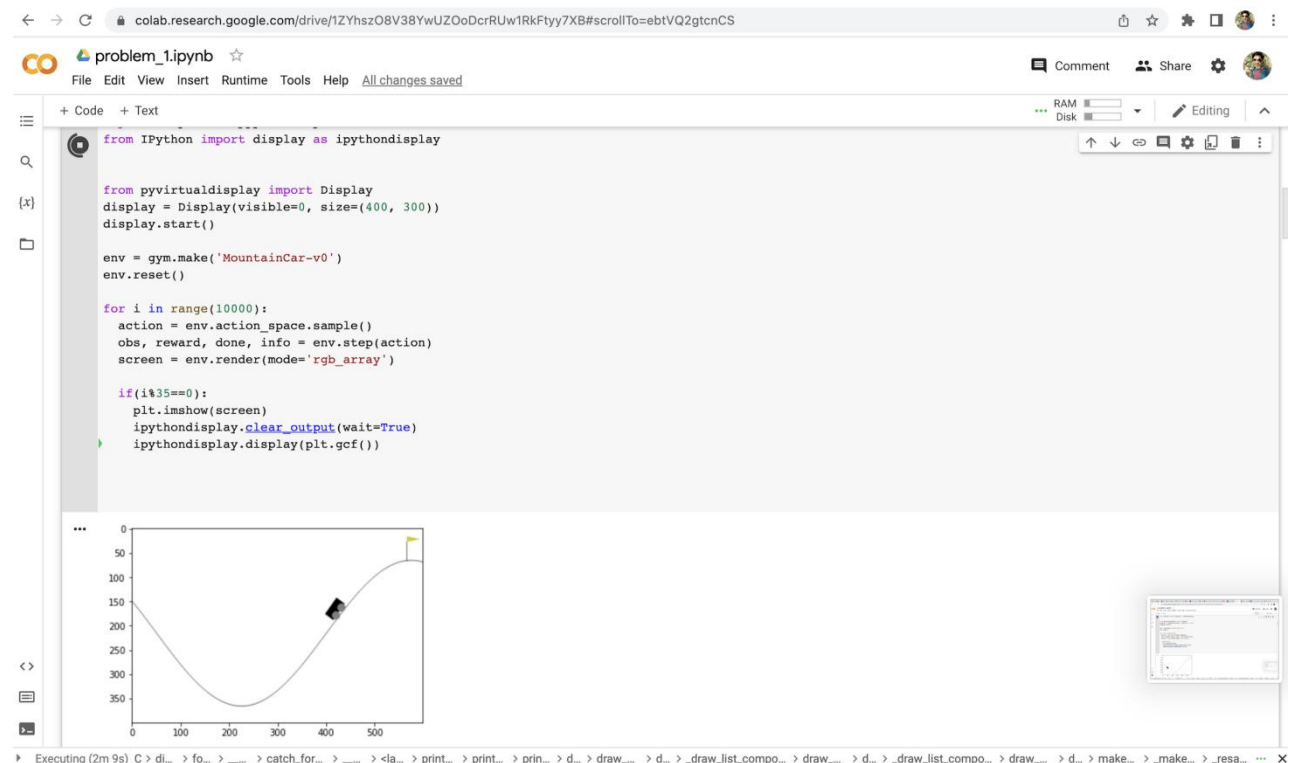 colab.research.google.com/drive/1ZYhszO8V38YwUZOoDcrRUw1RkFtyy7XB#scrollTo=ebtVQ2gtcnCS
CO problem_1.ipynb
File Edit View Insert Runtime Tools Help All changes saved
Comment Share
+ Code + Text
RAM
Disk
Editing
from IPython import display as ipythondisplay
from pyvirtualdisplay import Display
{x}
display = Display(visible=0, size=(400, 300))
display.start()
env = gym.make('MountainCar-v0')
env.reset()
for i in range(10000):
action = env.action_space.sample()
obs, reward, done, info = env.step(action)
screen = env.render(mode='rgb_array')
if(i%35==0):
plt.imshow(screen)
ipythondisplay.clear_output(wait=True)
ipythondisplay.display(plt.gcf())
0
50
100
150
200
250
300
350
0 100 200 300 400 500
Executing (2m 9s) C > di... > fo... > __... > catch_for... > __... > <la... > print... > print... > prin... > d... > draw_... > d... > _draw_list_compo... > draw_... > d... > _draw_list_compo... > draw_... > d... > make... > _make... > _resa... ... X